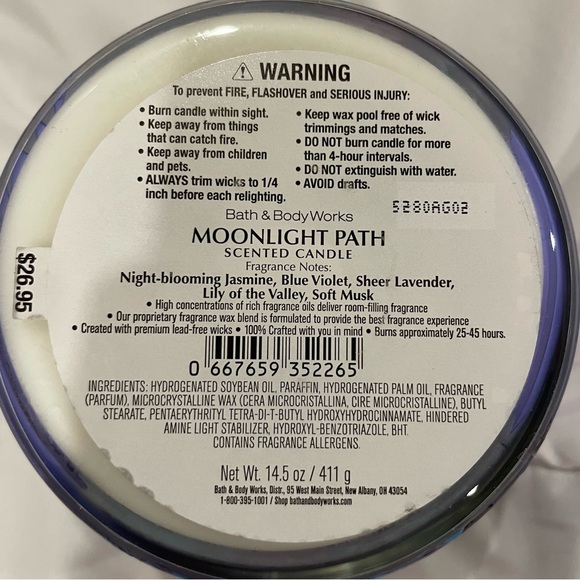 ⚠ WARNING
To prevent FIRE, FLASHOVER and SERIOUS INJURY:
• Burn candle within sight.
• Keep away from things
that can catch fire.
• Keep away from children
and pets.
• ALWAYS trim wicks to 1/4
inch before each relighting.
• Keep wax pool free of wick
trimmings and matches.
• DO NOT burn candle for more
than 4-hour intervals.
• DO NOT extinguish with water.
• AVOID drafts.
5280AG02
Bath & Body Works
MOONLIGHT PATH
SCENTED CANDLE
Fragrance Notes:
Night-blooming Jasmine, Blue Violet, Sheer Lavender,
Lily of the Valley, Soft Musk
• High concentrations of rich fragrance oils deliver room-filling fragrance
• Our proprietary fragrance wax blend is formulated to provide the best fragrance experience
• Created with premium lead-free wicks • 100% Crafted with you in mind • Burns approximately 25-45 hours.
$26.95
0 667659 352265
INGREDIENTS: HYDROGENATED SOYBEAN OIL, PARAFFIN, HYDROGENATED PALM OIL, FRAGRANCE
(PARFUM), MICROCRYSTALLINE WAX (CERA MICROCRISTALLINA, CIRE MICROCRISTALLINE), BUTYL
STEARATE, PENTAERYTHRITYL TETRA-DI-T-BUTYL HYDROXYHYDROCINNAMATE, HINDERED
AMINE LIGHT STABILIZER, HYDROXYL-BENZOTRIAZOLE, BHT.
CONTAINS FRAGRANCE ALLERGENS.
Net Wt. 14.5 oz / 411 g
Bath & Body Works, Distr., 95 West Main Street, New Albany, OH 43054
1-800-395-1001 / Shop bathandbodyworks.com